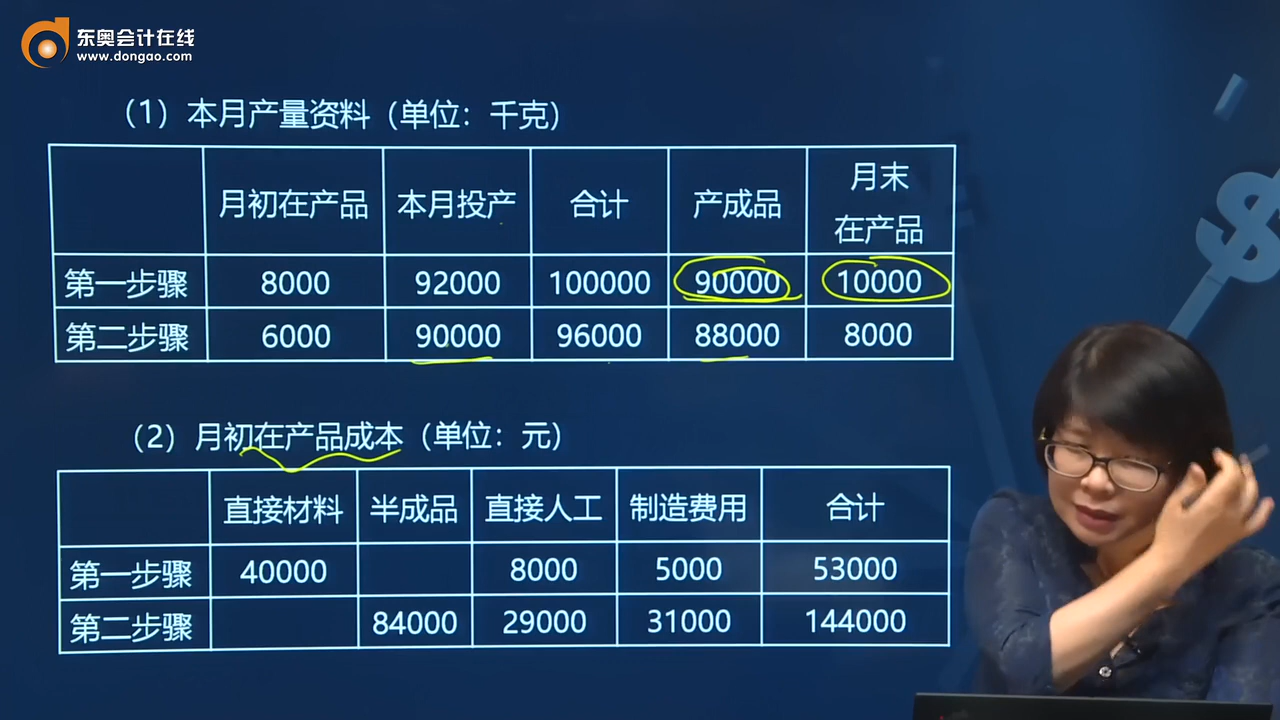 东奥会计在线
www.dongao.com
（1）本月产量资料（单位：千克）
月初在产品 本月投产 合计 产成品 月末在产品
第一步骤 8000 92000 100000 90000 10000
第二步骤 6000 90000 96000 88000 8000
（2）月初在产品成本（单位：元）
直接材料 半成品 直接人工 制造费用 合计
第一步骤 40000 8000 5000 53000
第二步骤 84000 29000 31000 144000